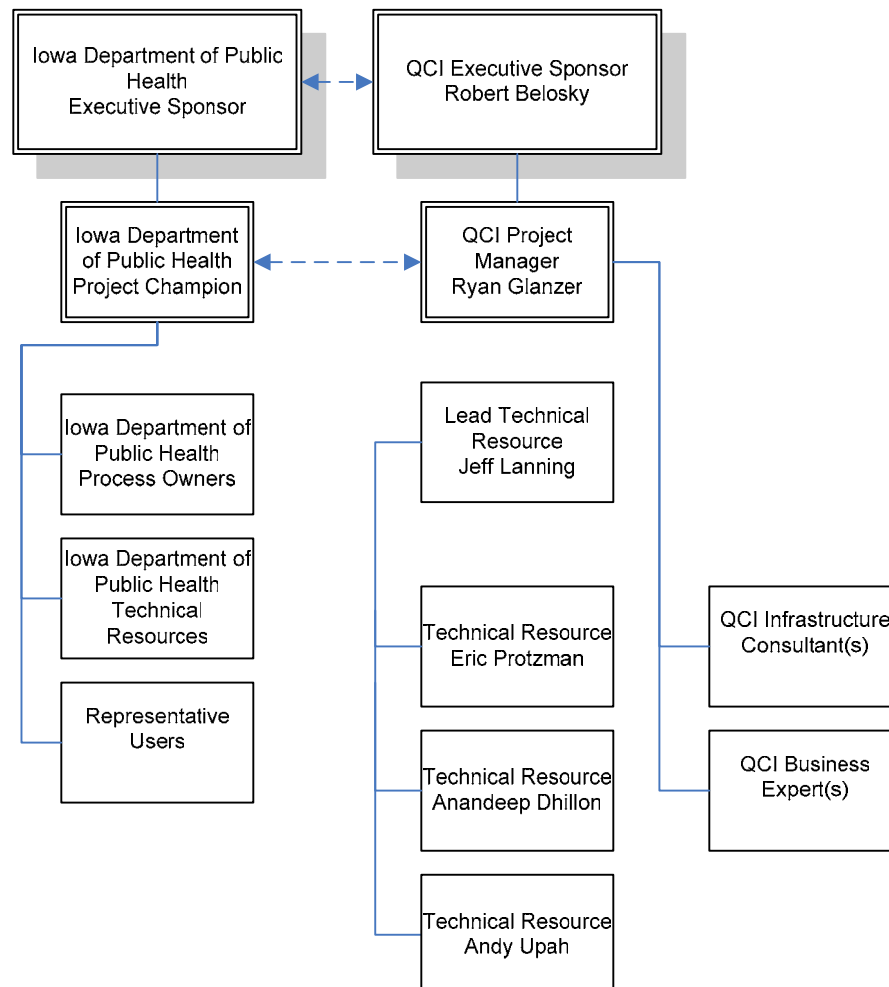 Iowa Department of Public
Health
Executive Sponsor
QCI Executive Sponsor
Robert Belosky
Iowa Department
of Public Health
Project Champion
QCI Project
Manager
Ryan Glanzer
Iowa Department of
Public Health
Process Owners
Lead Technical
Resource
Jeff Lanning
Iowa Department of
Public Health
Technical
Resources
Technical Resource
Eric Protzman
QCI Infrastructure
Consultant(s)
Representative
Users
Technical Resource
Anandeep Dhillon
QCI Business
Expert(s)
Technical Resource
Andy Upah